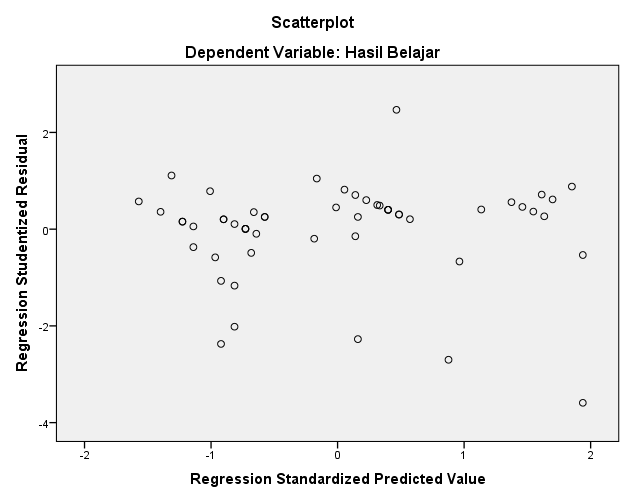 Scatterplot
Dependent Variable: Hasil Belajar
Regression Studentized Residual
2
0
-2
-4
-2
-1
0
1
2
Regression Standardized Predicted Value